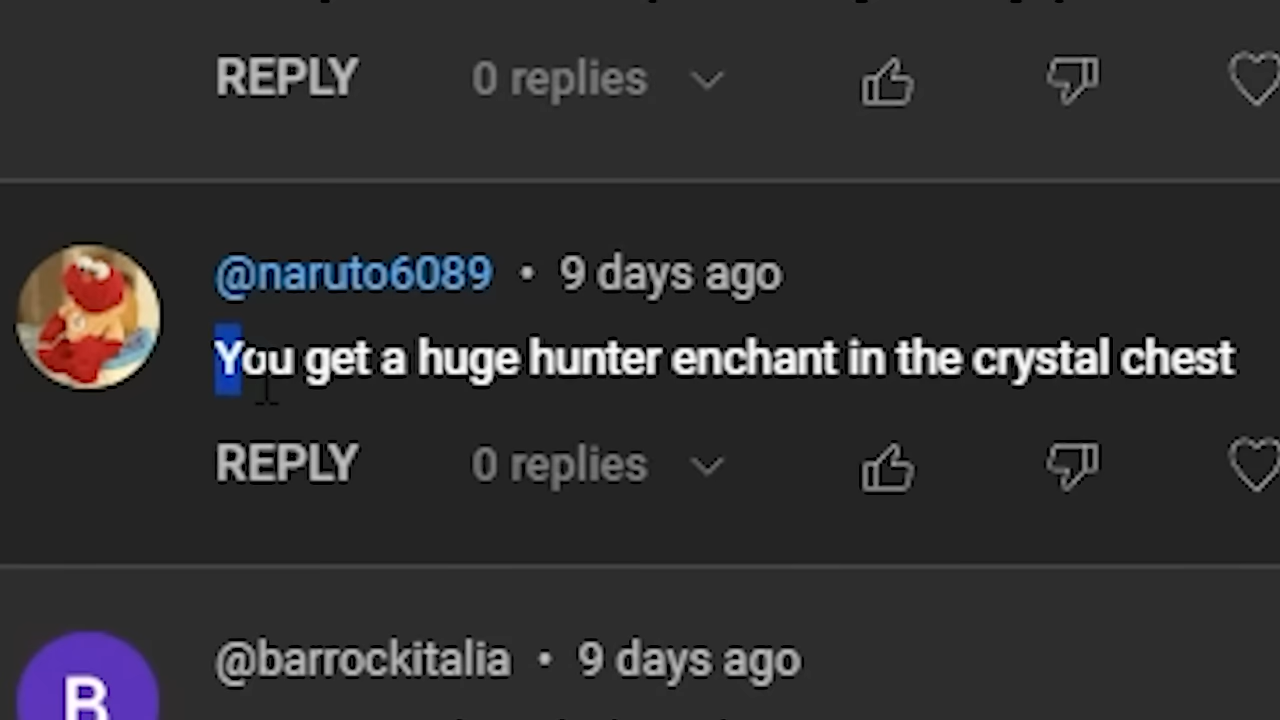 REPLY 0 replies
@naruto6089 • 9 days ago
You get a huge hunter enchant in the crystal chest
REPLY 0 replies
B
@barrockitalia • 9 days ago